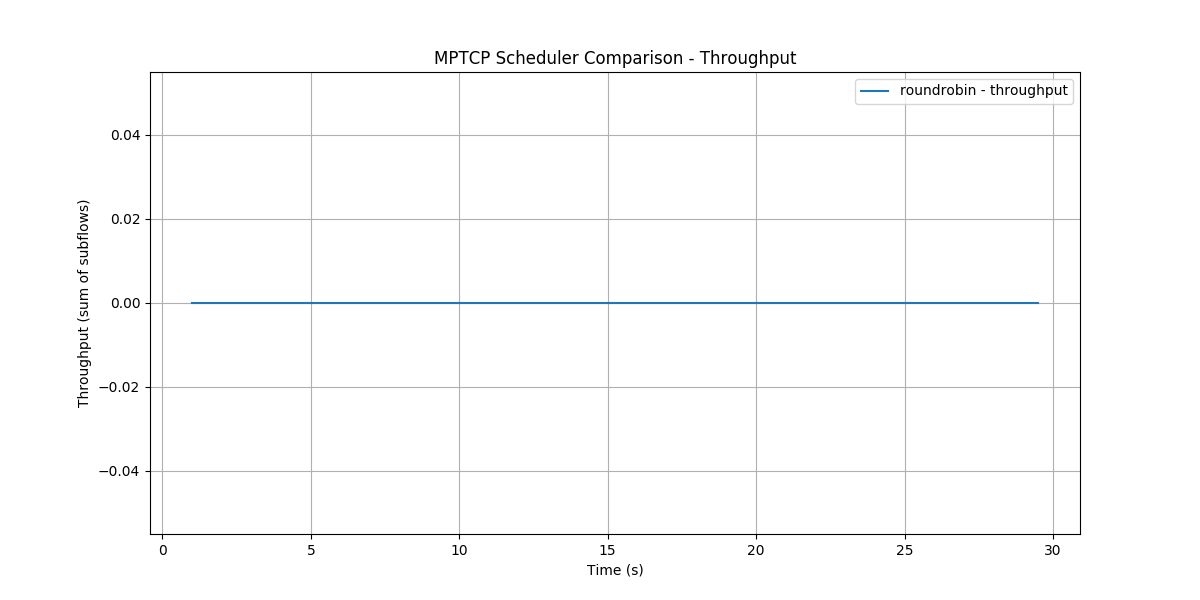 MPTCP Scheduler Comparison - Throughput
roundrobin - throughput
Throughput (sum of subflows)
0.04
0.02
0.00
−0.02
−0.04
0 5 10 15 20 25 30
Time (s)